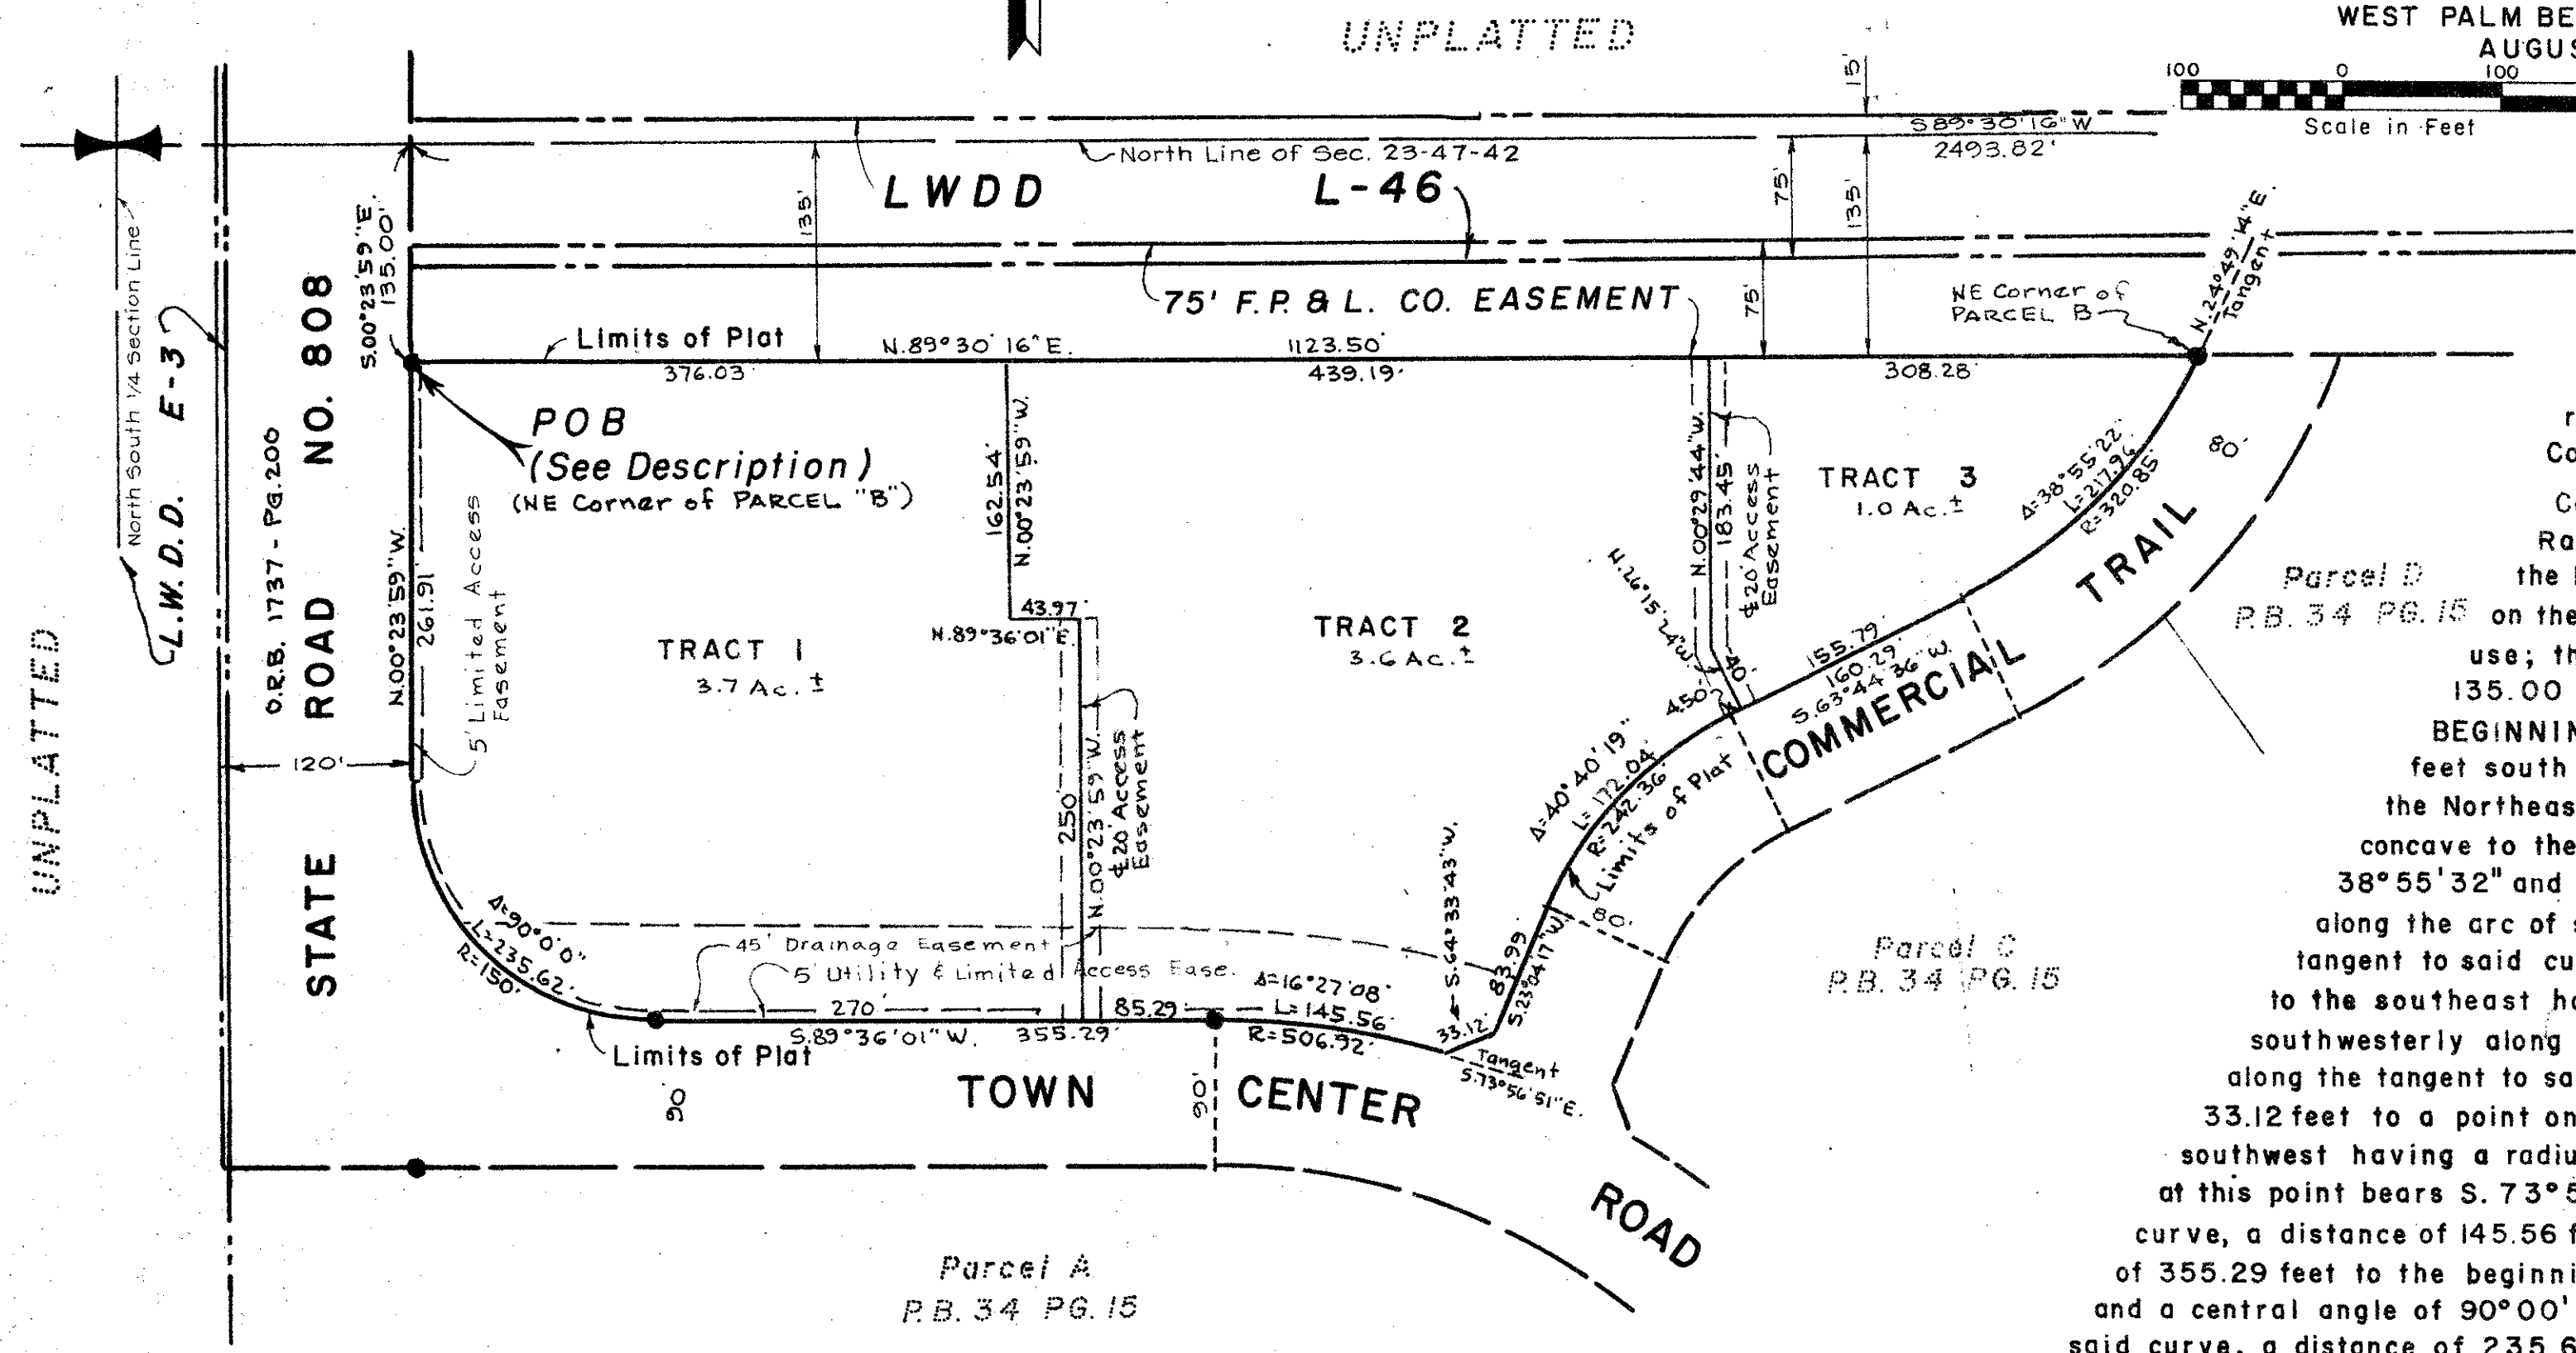 UNPLATTED
WEST PALM BE
AUGUS
100 0 100
Scale in Feet
15'
S 89° 30' 16" W
2493.82'
North Line of Sec. 23-47-42
LWDD
L-46
135'
75'
135'
75'
75' F.P. & L. CO. EASEMENT
NE Corner of
PARCEL B
N. 24° 49' 14" E.
Tangent
S.00°23'59"E.
135.00'
Limits of Plat
N.89°30'16"E.
1123.50'
376.03'
439.19'
308.28'
North South 1/4 Section Line
L.W.D.D. E-3
O.R.B. 1737 - PG.200
STATE ROAD NO. 808
UNPLATTED
120'
POB
(See Description)
(NE Corner of PARCEL "B")
N.00°23'59"W.
261.91'
5' Limited Access
Easement
162.54'
N.00°23'59"W.
43.97'
N.89°36'01"E.
TRACT 1
3.7 Ac. ±
TRACT 2
3.6 Ac. ±
TRACT 3
1.0 Ac. ±
N.00°29'44"W.
183.45'
℄ 20' Access
Easement
N.26°15'24"W.
40'
4.50'
250'
N.00°23'59"W.
℄ 20' Access
Easement
Δ=38°55'22"
L=217.96'
R=320.85'
80'
155.79'
160.29'
S.63°44'36"W.
COMMERCIAL TRAIL
Δ=40°40'19"
L=172.04'
R=242.36'
Limits of Plat
S.64°33'43"W.
83.99'
S.23°04'17"W.
80'
33.12'
Tangent
S.73°56'51"E.
Δ=90°0'0"
L=235.62'
R=150'
45' Drainage Easement
5' Utility & Limited Access Ease.
270'
85.29'
S.89°36'01"W.
355.29'
Δ=16°27'08"
L=145.56'
R=506.92'
Limits of Plat
90'
90'
TOWN CENTER ROAD
Parcel A
P.B. 34 PG. 15
Parcel C
P.B. 34 PG. 15
Parcel D
P.B. 34 PG. 15
r
Co
C
Ra
the
on the
use; th
135.00
BEGINNIN
feet south
the Northeas
concave to the
38°55'32" and
along the arc of s
tangent to said cu
to the southeast ha
southwesterly along
along the tangent to sa
33.12 feet to a point on
southwest having a radiu
at this point bears S. 73°5
curve, a distance of 145.56 f
of 355.29 feet to the beginni
and a central angle of 90°00'
said curve, a distance of 235.6